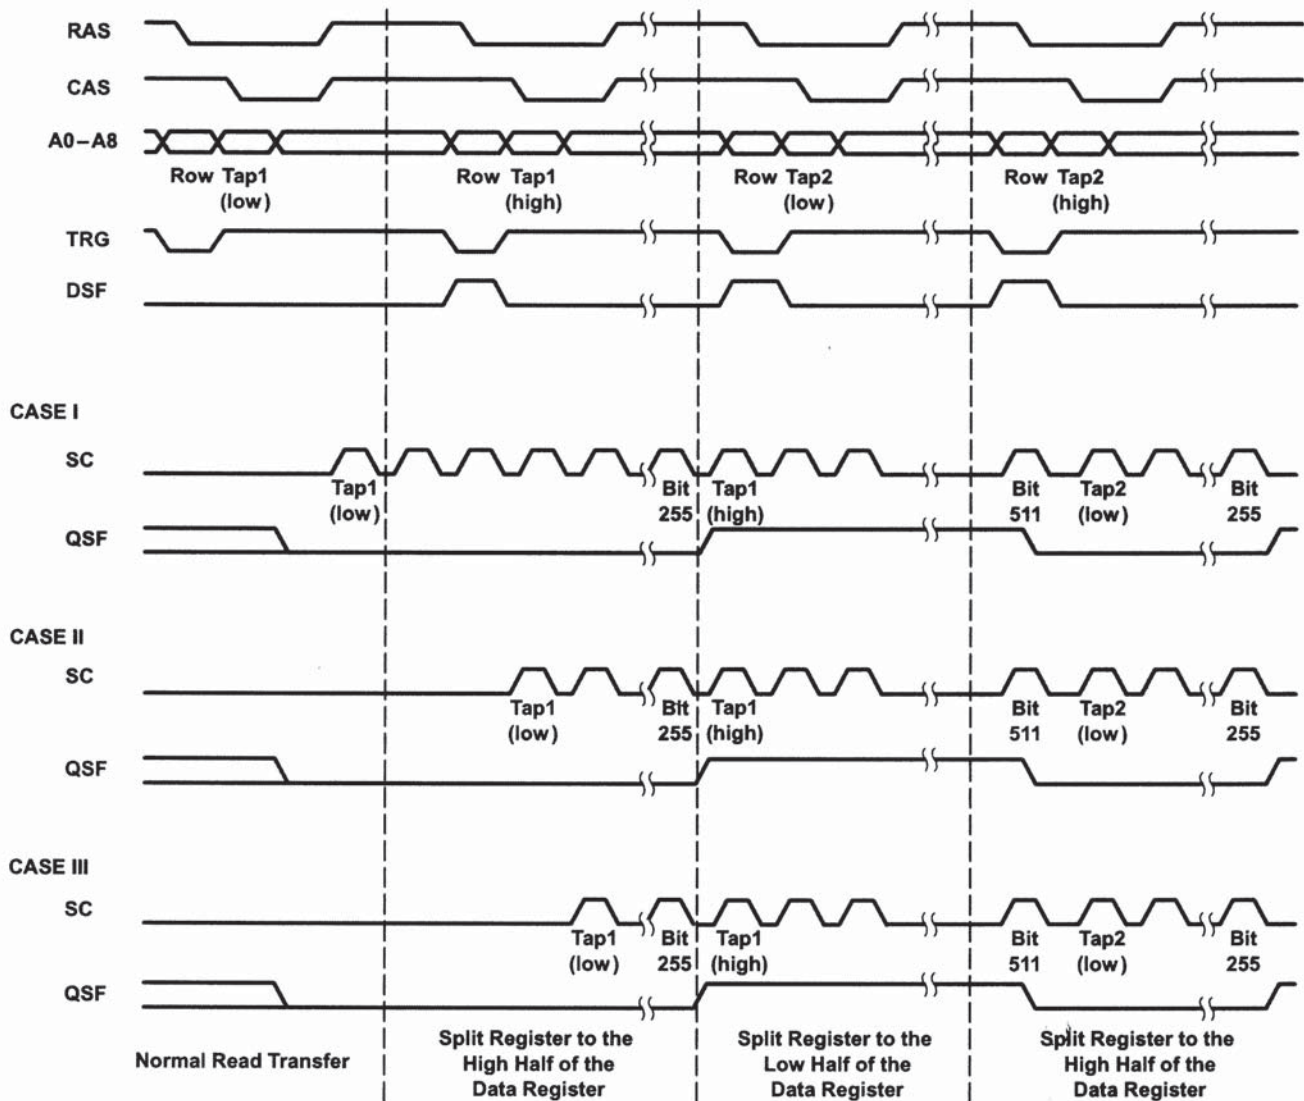 RAS
CAS
A0–A8
Row Tap1 Row Tap1 Row Tap2 Row Tap2
(low) (high) (low) (high)
TRG
DSF
CASE I
SC
Tap1 Bit Tap1 Bit Tap2 Bit
(low) 255 (high) 511 (low) 255
QSF
CASE II
SC
Tap1 Bit Tap1 Bit Tap2 Bit
(low) 255 (high) 511 (low) 255
QSF
CASE III
SC
Tap1 Bit Tap1 Bit Tap2 Bit
(low) 255 (high) 511 (low) 255
QSF
Normal Read Transfer
Split Register to the
High Half of the
Data Register
Split Register to the
Low Half of the
Data Register
Split Register to the
High Half of the
Data Register